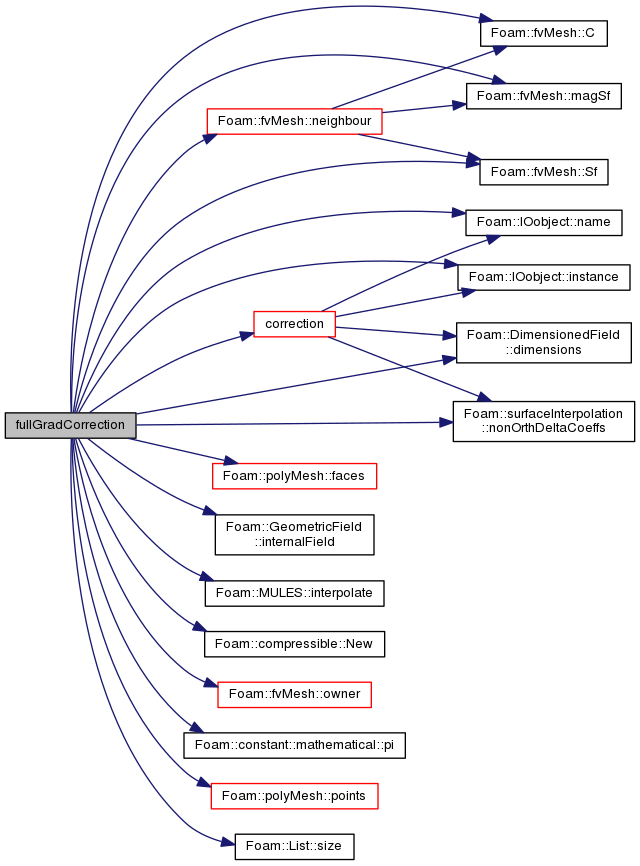 Foam::fvMesh::C
Foam::fvMesh::magSf
Foam::fvMesh::neighbour
Foam::fvMesh::Sf
Foam::IOobject::name
Foam::IOobject::instance
correction
Foam::DimensionedField
::dimensions
fullGradCorrection
Foam::surfaceInterpolation
::nonOrthDeltaCoeffs
Foam::polyMesh::faces
Foam::GeometricField
::internalField
Foam::MULES::interpolate
Foam::compressible::New
Foam::fvMesh::owner
Foam::constant::mathematical::pi
Foam::polyMesh::points
Foam::List::size